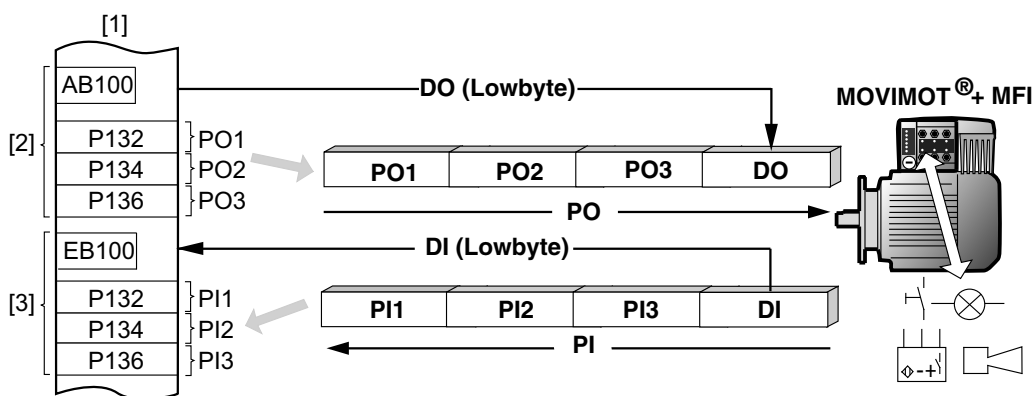 [1]
AB100
DO (Lowbyte)
MOVIMOT ® + MFI
[2]
P132 PO1
P134 PO2
P136 PO3
PO1 PO2 PO3 DO
PO
EB100
DI (Lowbyte)
[3]
P132 PI1
P134 PI2
P136 PI3
PI1 PI2 PI3 DI
PI